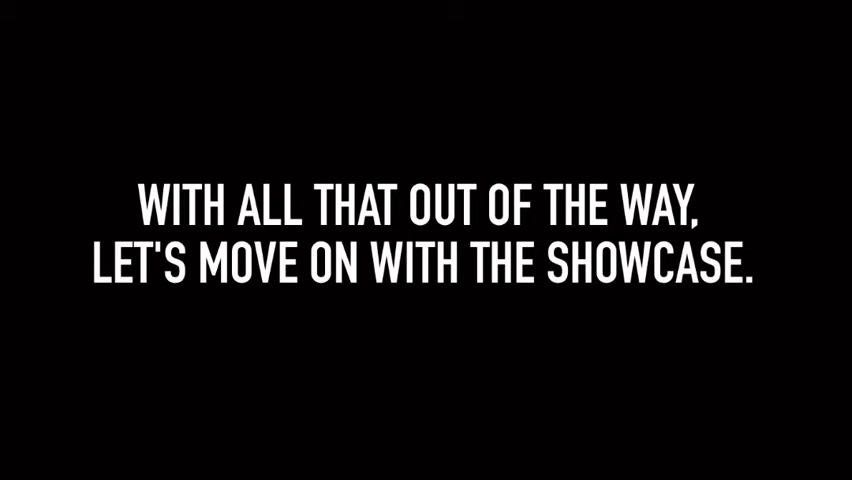 WITH ALL THAT OUT OF THE WAY,
LET'S MOVE ON WITH THE SHOWCASE.